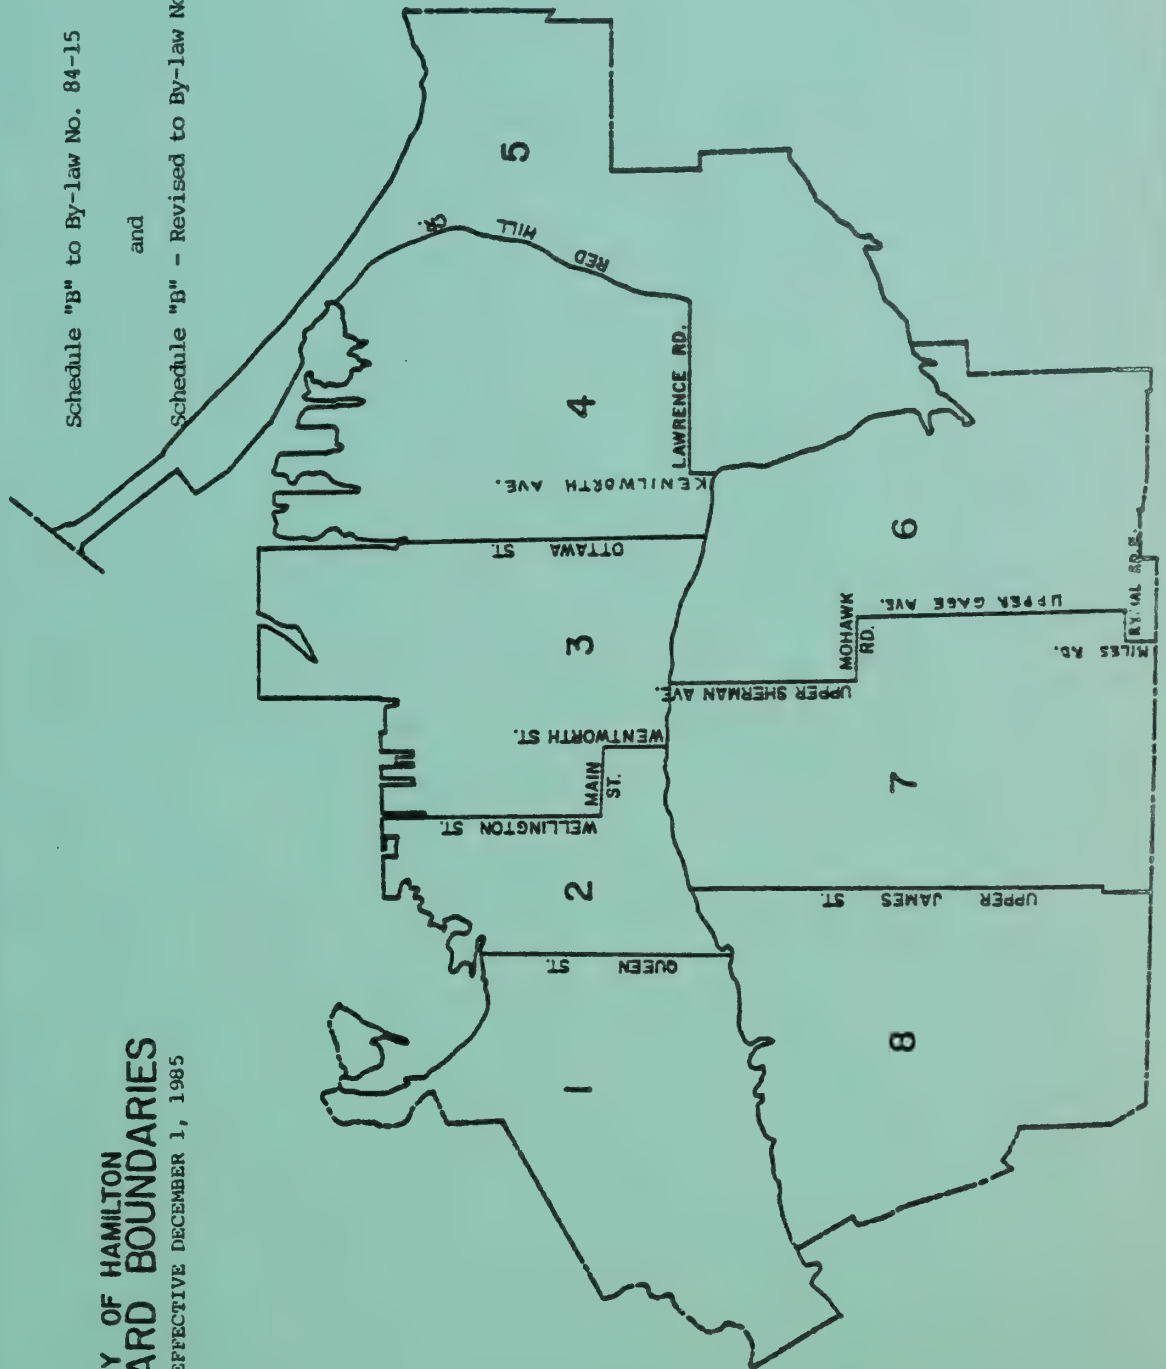 Y OF HAMILTON
ARD BOUNDARIES
EFFECTIVE DECEMBER 1, 1985
Schedule "B" to By-law No. 84-15
and
Schedule "B" - Revised to By-law No
1
2
3
4
5
6
7
8
QUEEN ST.
WELLINGTON ST.
MAIN
ST.
WENTWORTH ST.
OTTAWA ST.
KENILWORTH AVE.
LAWRENCE RD.
RED HILL CR.
UPPER JAMES ST.
UPPER SHERMAN AVE.
MOHAWK
RD.
UPPER GAGE AVE.
MILES RD.